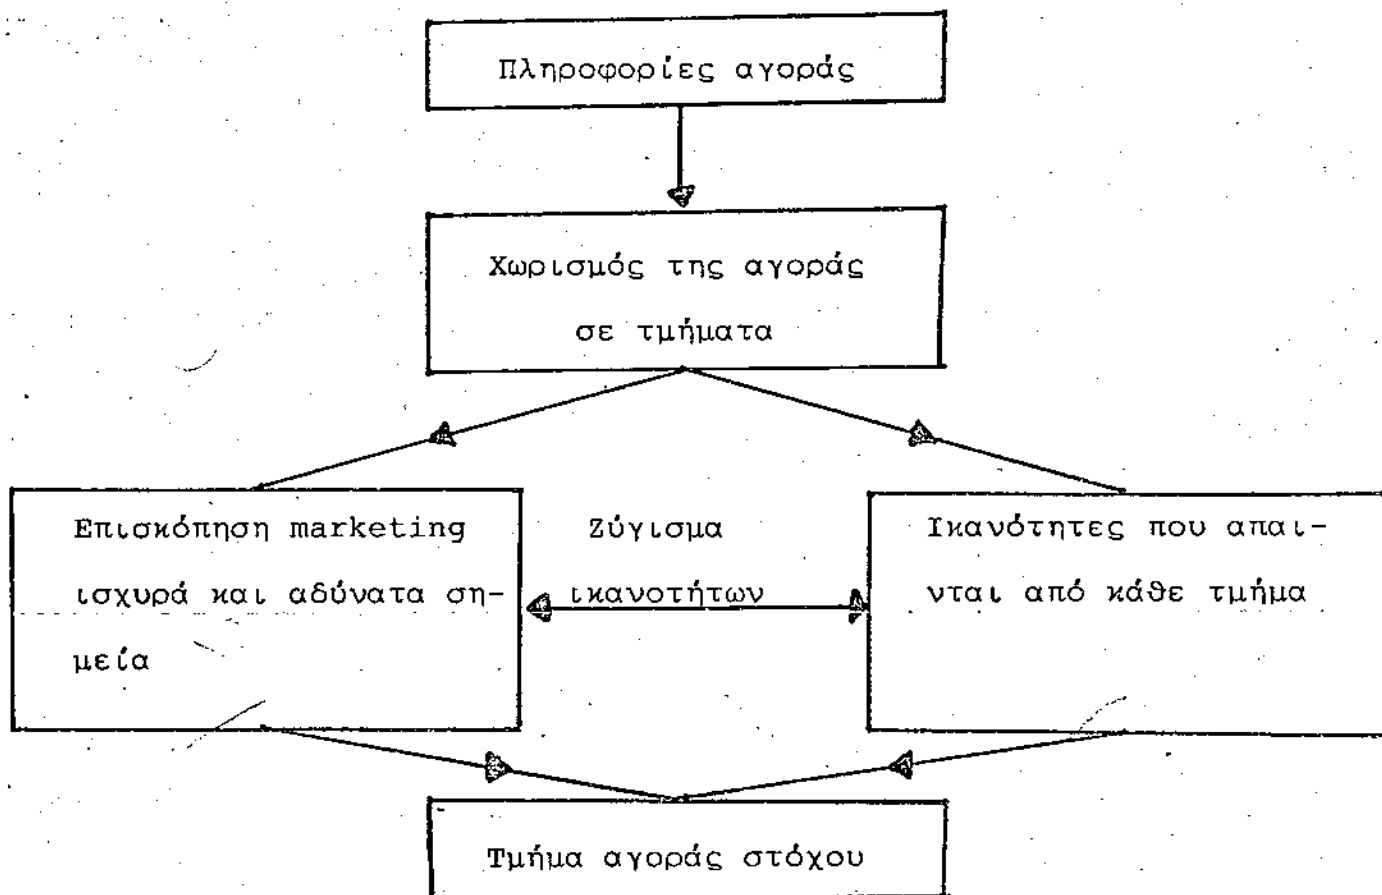 Πληροφορίες αγοράς
Χωρισμός της αγοράς
σε τμήματα
Επισκόπηση marketing
ισχυρά και αδύνατα ση-
μεία
Ζύγισμα
ικανοτήτων
Ικανότητες που απαι-
νται από κάθε τμήμα
Τμήμα αγοράς στόχου